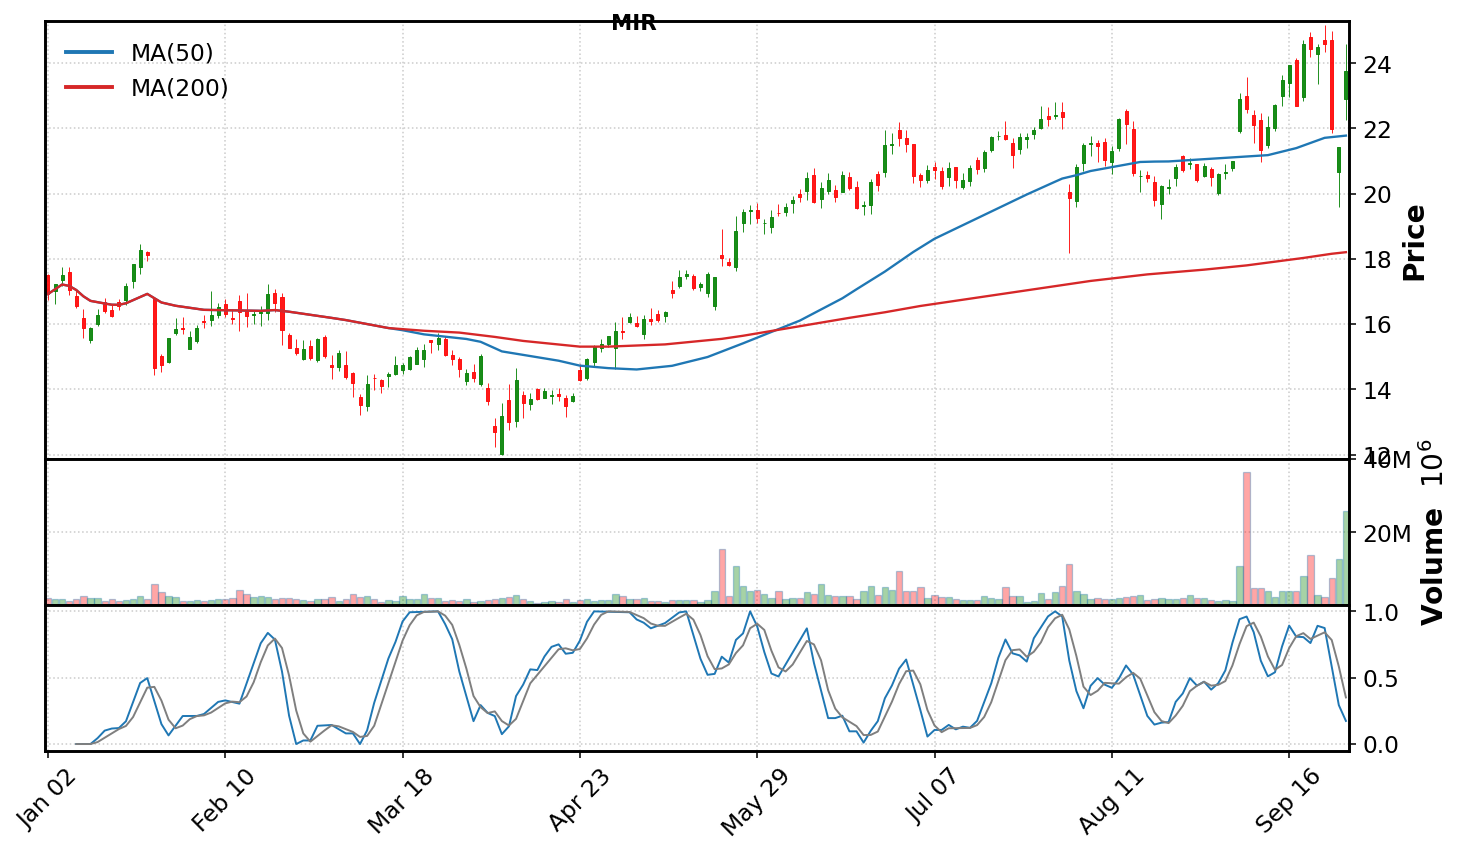 MIR
MA(50)
MA(200)
24
22
20
18
16
14
12
Price
40M
20M
Volume 10^6
1.0
0.5
0.0
Jan 02
Feb 10
Mar 18
Apr 23
May 29
Jul 07
Aug 11
Sep 16